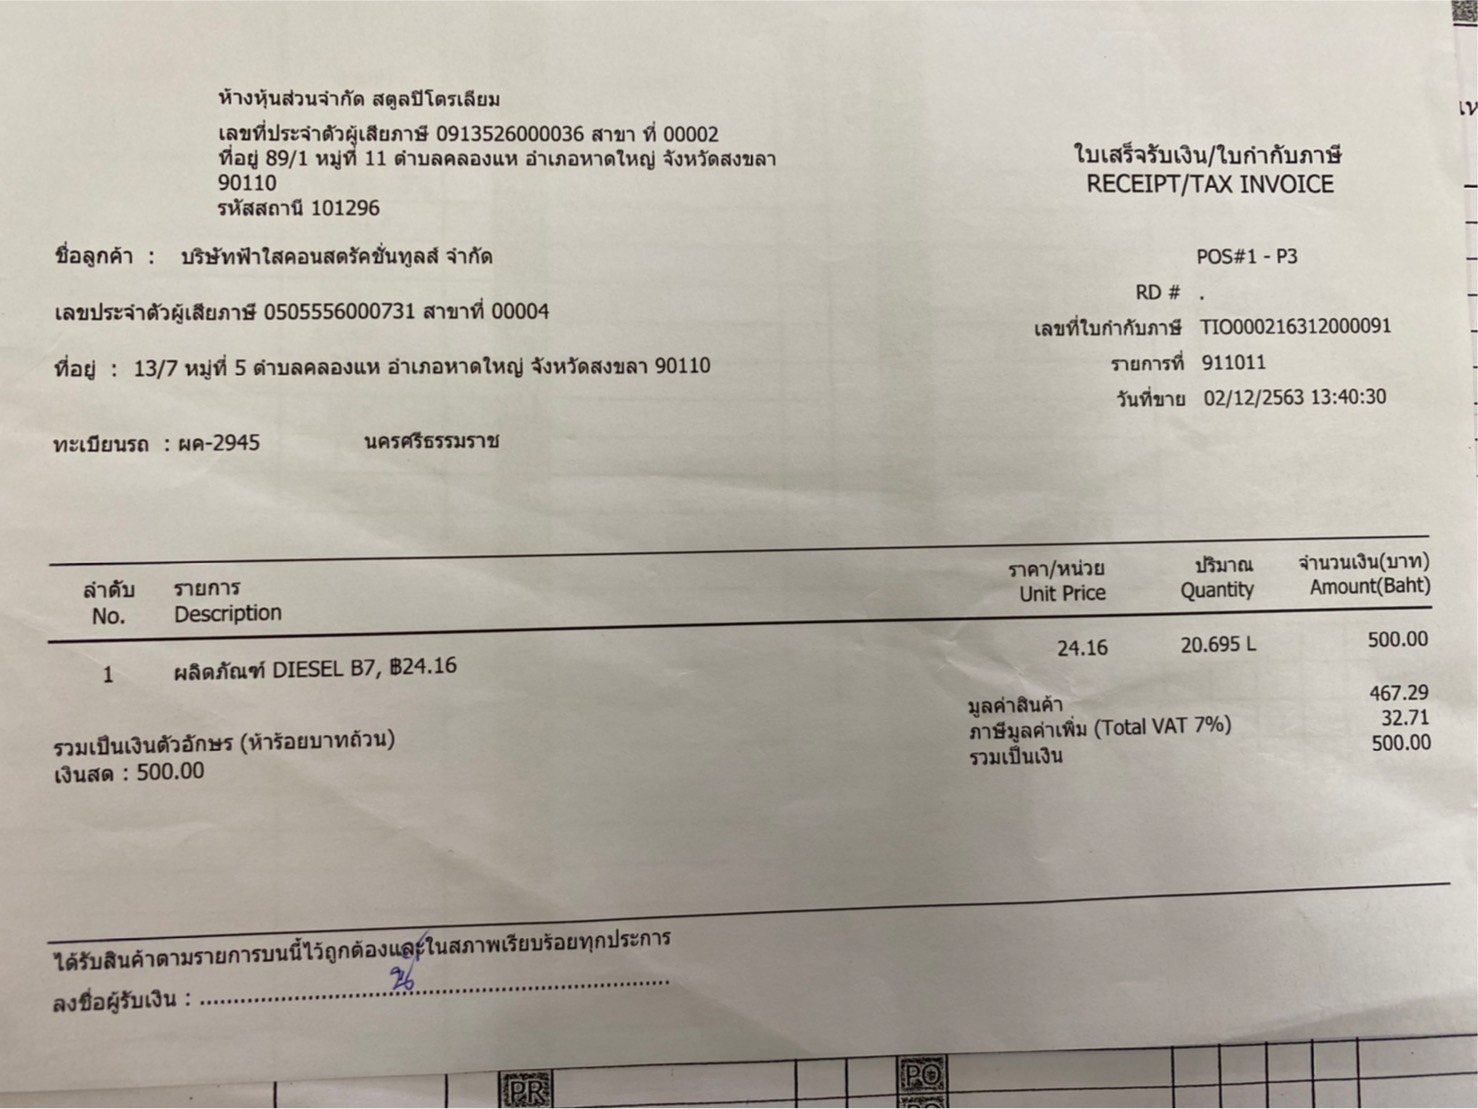 ห้างหุ้นส่วนจำกัด สตูลปิโตรเลียม
เลขที่ประจำตัวผู้เสียภาษี 0913526000036 สาขา ที่ 00002
ที่อยู่ 89/1 หมู่ที่ 11 ตำบลคลองแห อำเภอหาดใหญ่ จังหวัดสงขลา
90110
รหัสสถานี 101296
ใบเสร็จรับเงิน/ใบกำกับภาษี
RECEIPT/TAX INVOICE
ชื่อลูกค้า : บริษัทฟ้าใสคอนสตรัคชั่นทูลส์ จำกัด
POS#1 - P3
RD # .
เลขประจำตัวผู้เสียภาษี 0505556000731 สาขาที่ 00004
เลขที่ใบกำกับภาษี TIO000216312000091
ที่อยู่ : 13/7 หมู่ที่ 5 ตำบลคลองแห อำเภอหาดใหญ่ จังหวัดสงขลา 90110
รายการที่ 911011
วันที่ขาย 02/12/2563 13:40:30
ทะเบียนรถ : ผค-2945 นครศรีธรรมราช
ลำดับ รายการ ราคา/หน่วย ปริมาณ จำนวนเงิน(บาท)
No. Description Unit Price Quantity Amount(Baht)
1 ผลิตภัณฑ์ DIESEL B7, ฿24.16 24.16 20.695 L 500.00
มูลค่าสินค้า 467.29
ภาษีมูลค่าเพิ่ม (Total VAT 7%) 32.71
รวมเป็นเงิน 500.00
รวมเป็นเงินตัวอักษร (ห้าร้อยบาทถ้วน)
เงินสด : 500.00
ได้รับสินค้าตามรายการบนนี้ไว้ถูกต้องและในสภาพเรียบร้อยทุกประการ
ลงชื่อผู้รับเงิน : ........................................
PR
PO